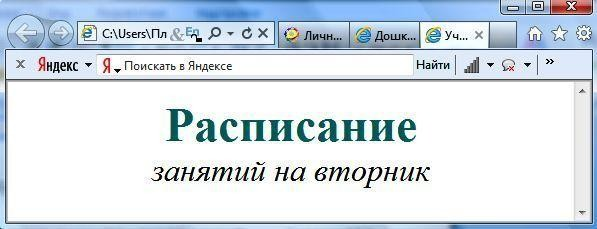 C:\Users\Пл
Личн...
Дошк...
Уч...
Яндекс
Я
Поискать в Яндексе
Найти
Расписание
занятий на вторник